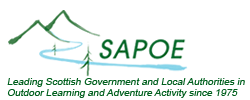 SAPOE
Leading Scottish Government and Local Authorities in
Outdoor Learning and Adventure Activity since 1975